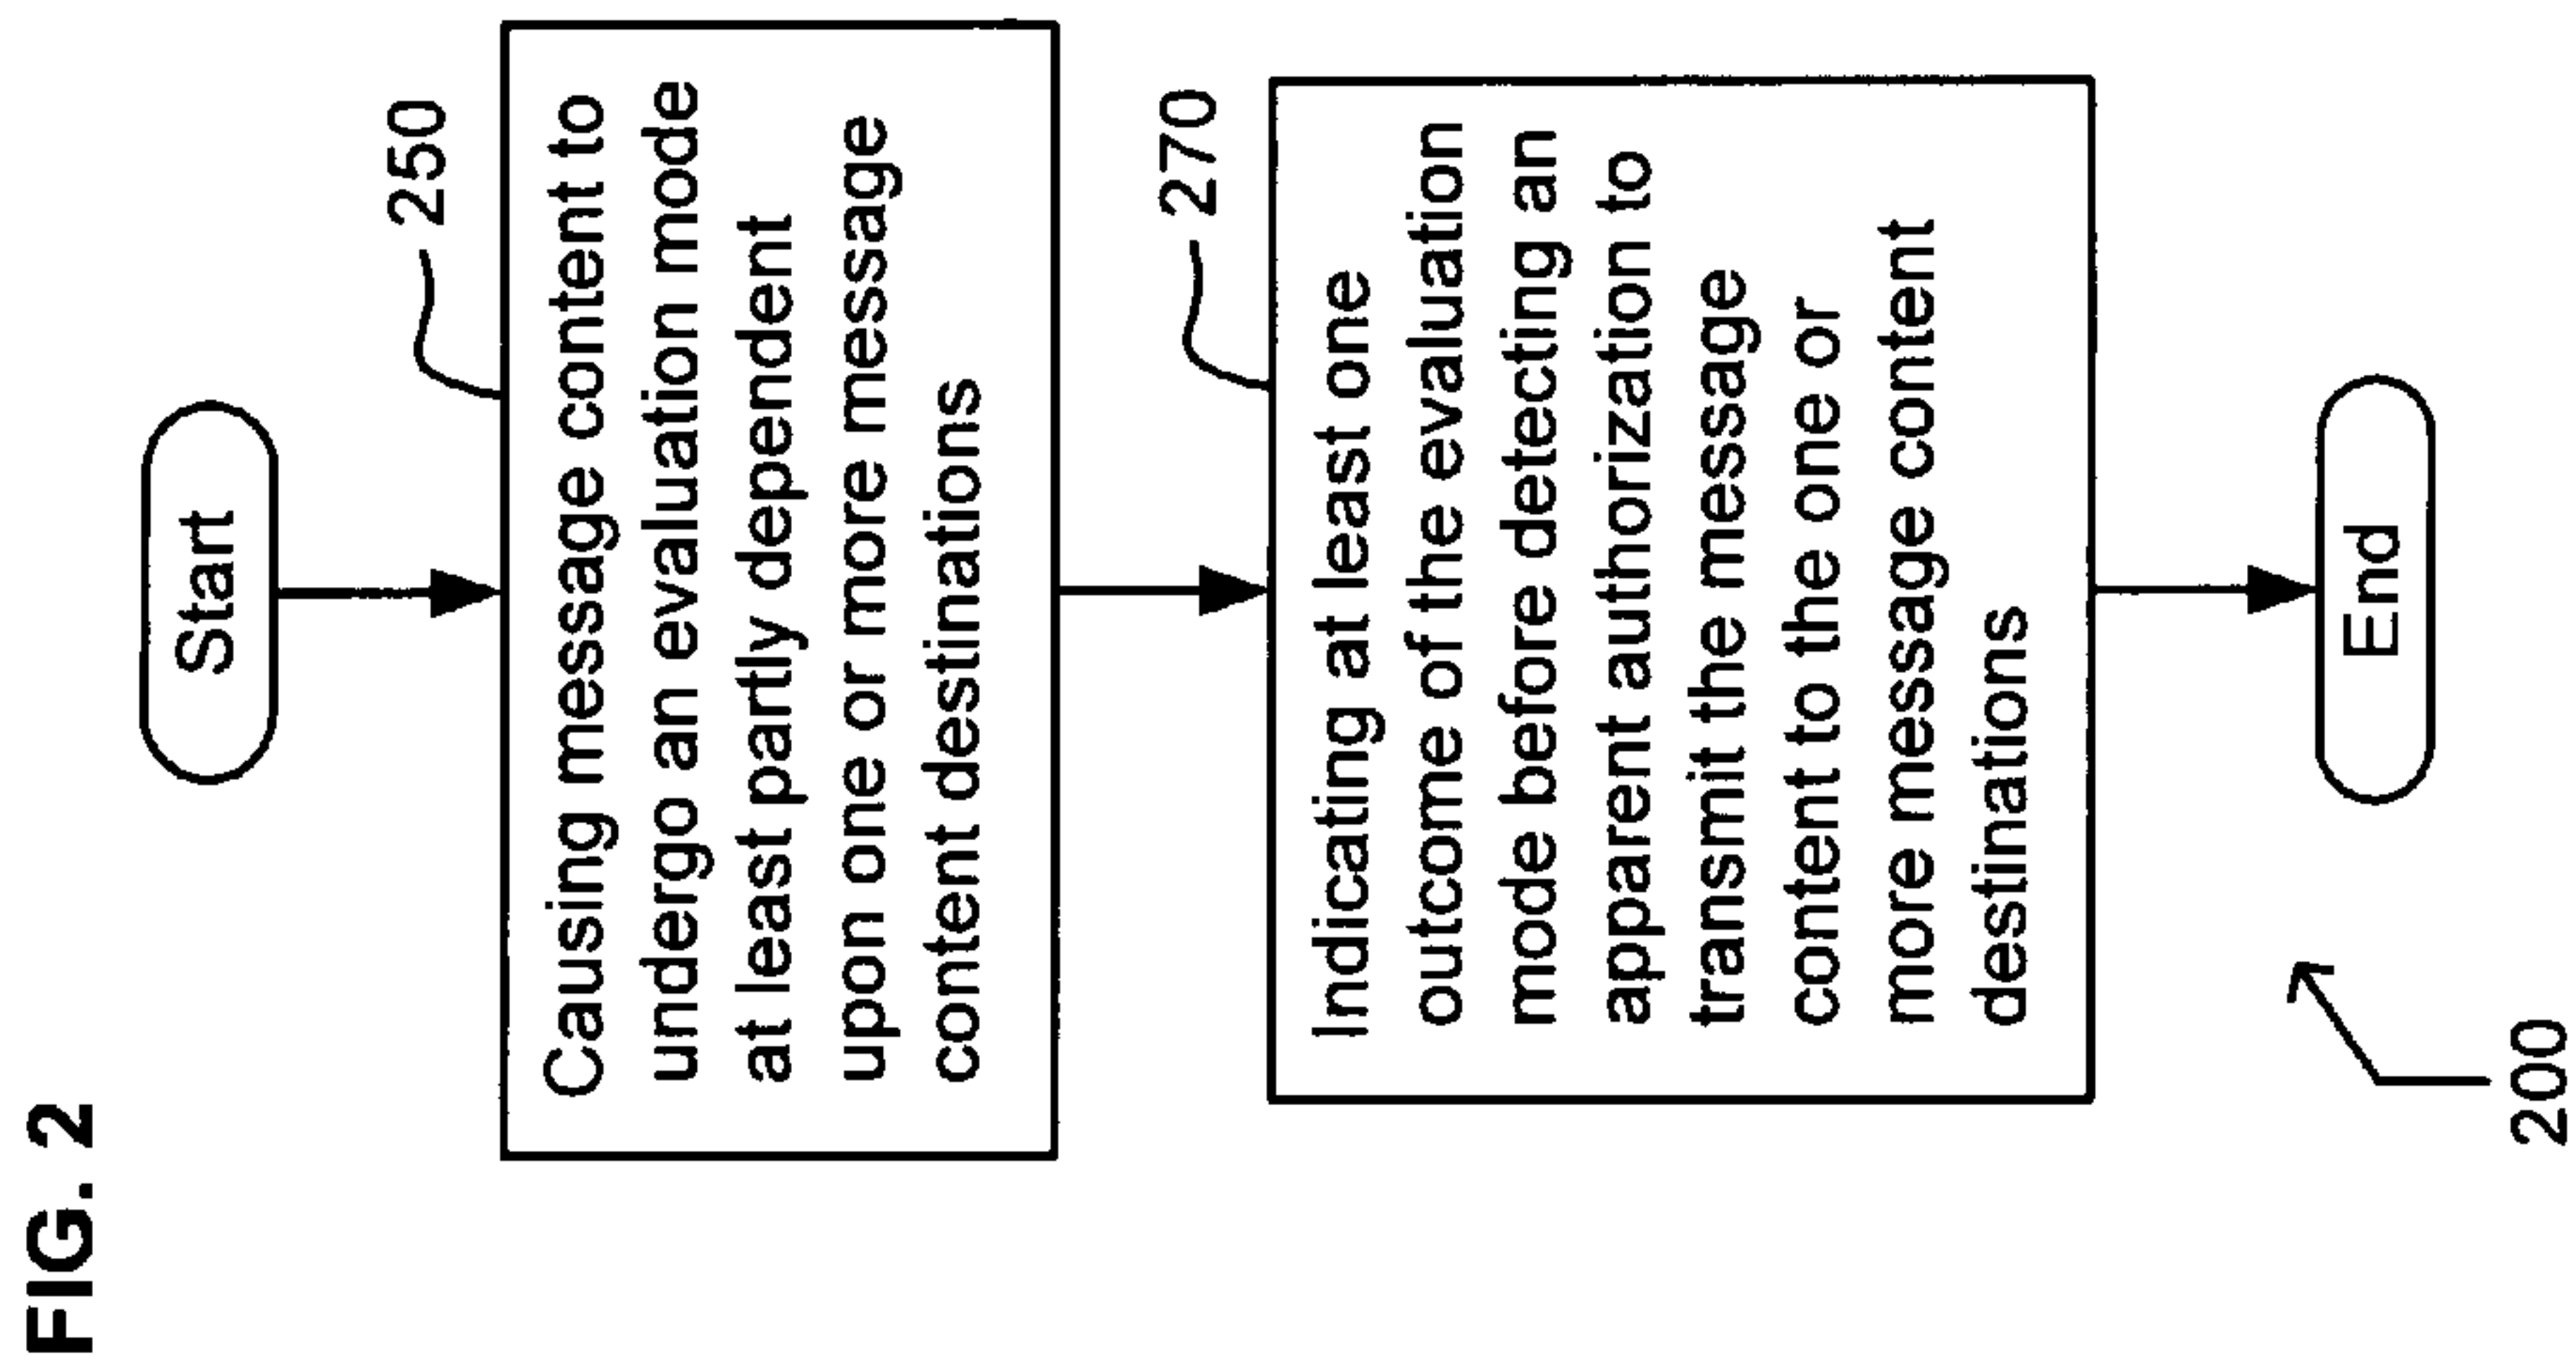 FIG. 2
Start
250
Causing message content to
undergo an evaluation mode
at least partly dependent
upon one or more message
content destinations
270
Indicating at least one
outcome of the evaluation
mode before detecting an
apparent authorization to
transmit the message
content to the one or
more message content
destinations
End
200